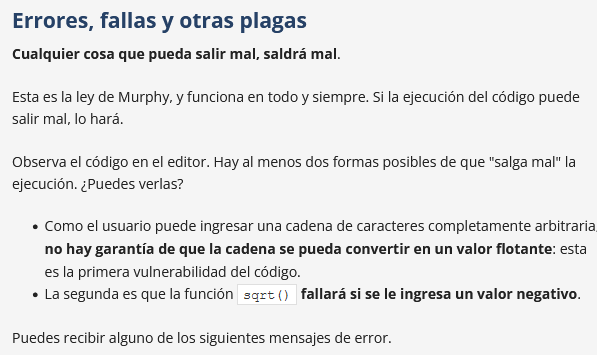 Errores, fallas y otras plagas
Cualquier cosa que pueda salir mal, saldrá mal.
Esta es la ley de Murphy, y funciona en todo y siempre. Si la ejecución del código puede
salir mal, lo hará.
Observa el código en el editor. Hay al menos dos formas posibles de que "salga mal" la
ejecución. ¿Puedes verlas?
• Como el usuario puede ingresar una cadena de caracteres completamente arbitraria,
no hay garantía de que la cadena se pueda convertir en un valor flotante: esta
es la primera vulnerabilidad del código.
• La segunda es que la función sqrt() fallará si se le ingresa un valor negativo.
Puedes recibir alguno de los siguientes mensajes de error.